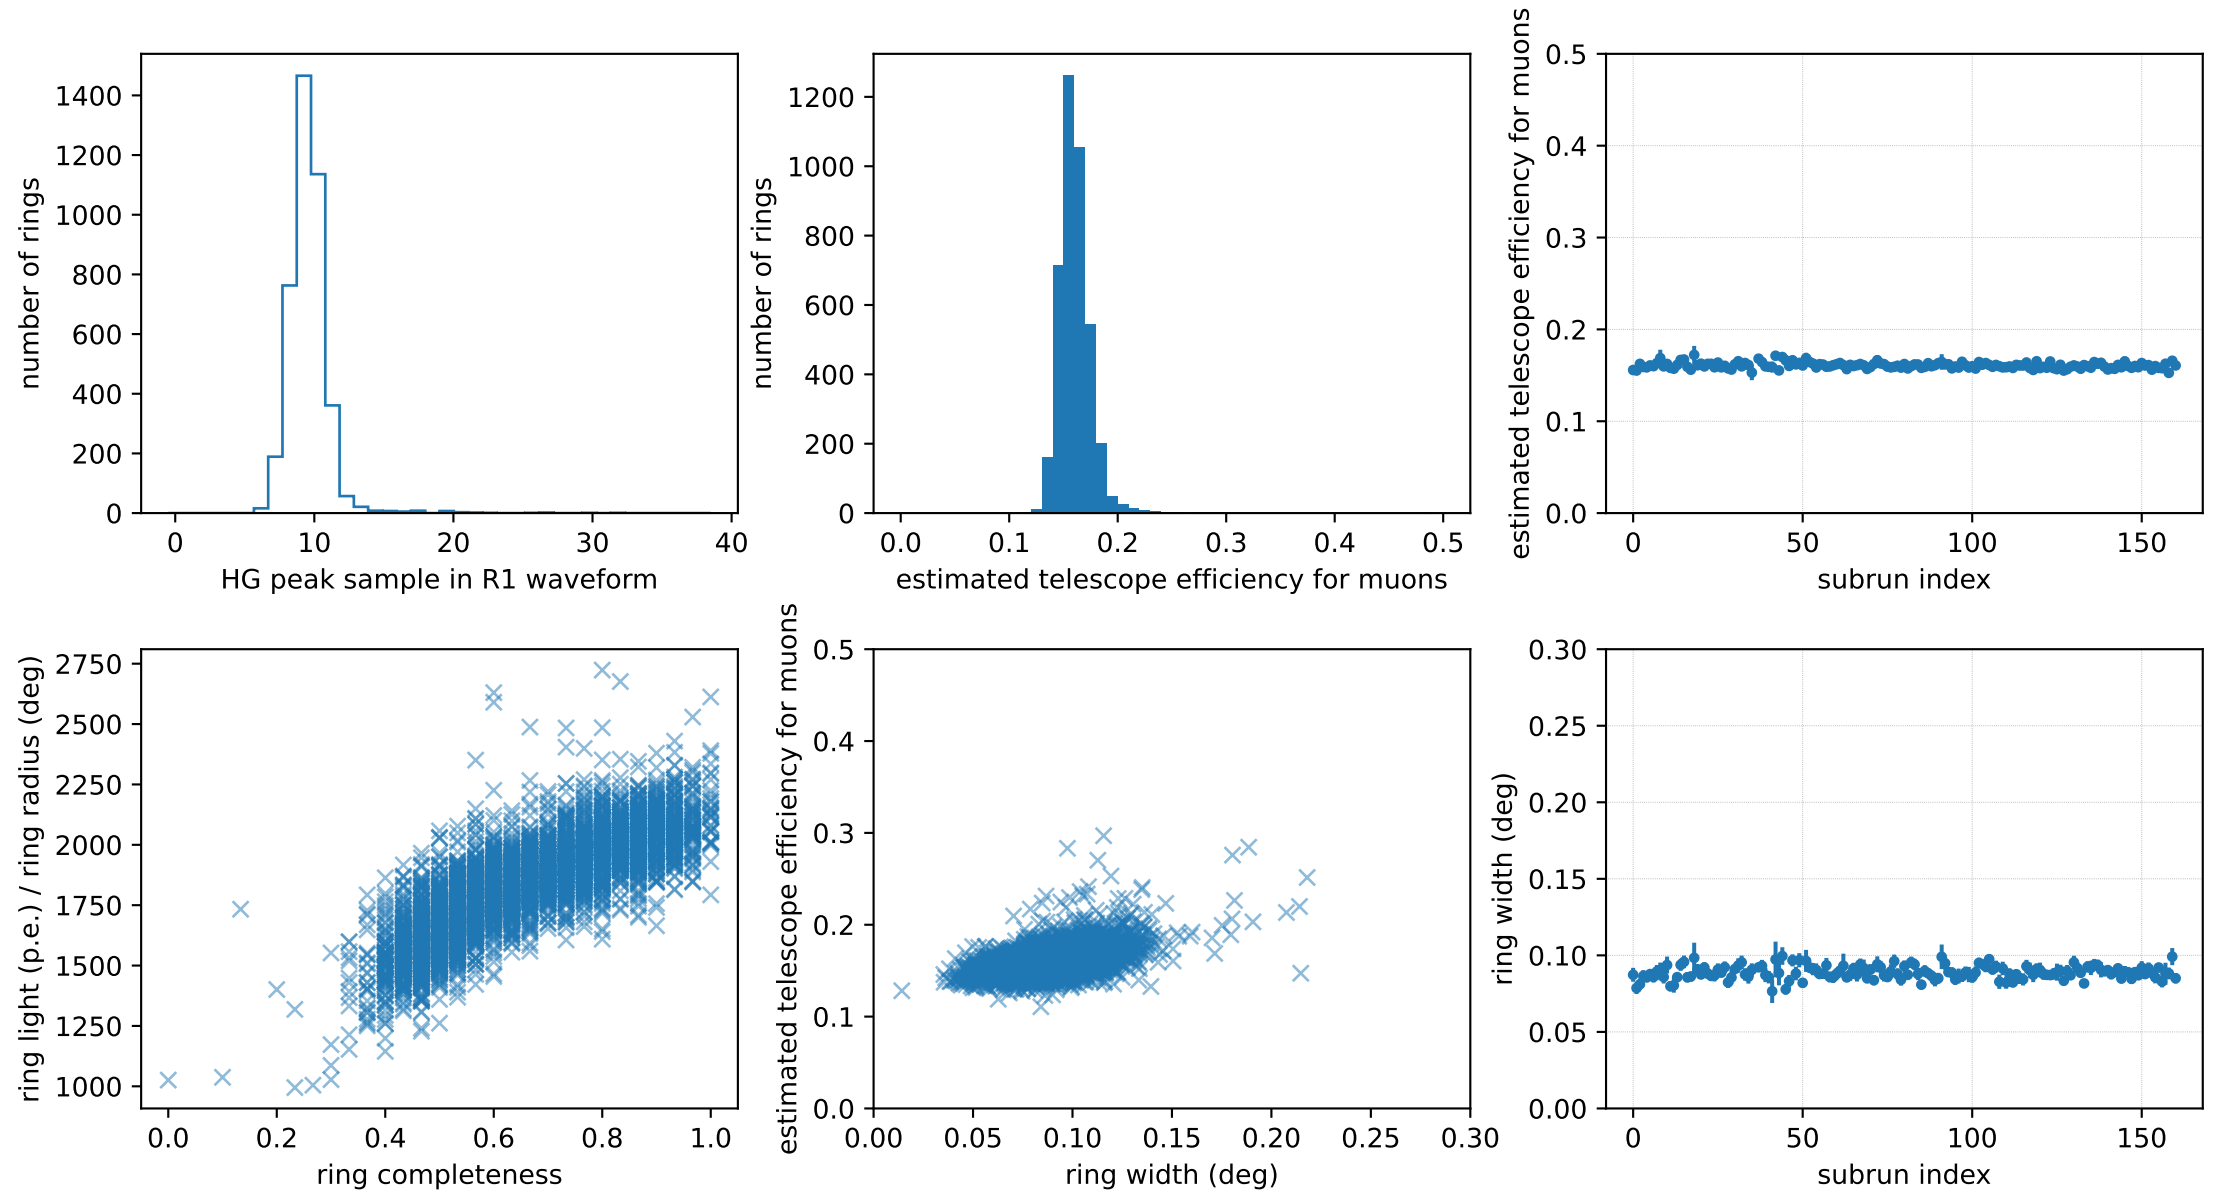 number of rings
1400
1200
1000
800
600
400
200
0
0 10 20 30 40
HG peak sample in R1 waveform
number of rings
1200
1000
800
600
400
200
0
0.0 0.1 0.2 0.3 0.4 0.5
estimated telescope efficiency for muons
estimated telescope efficiency for muons
0.5
0.4
0.3
0.2
0.1
0.0
0 50 100 150
subrun index
ring light (p.e.) / ring radius (deg)
2750
2500
2250
2000
1750
1500
1250
1000
0.0 0.2 0.4 0.6 0.8 1.0
ring completeness
estimated telescope efficiency for muons
0.5
0.4
0.3
0.2
0.1
0.0
0.00 0.05 0.10 0.15 0.20 0.25 0.30
ring width (deg)
ring width (deg)
0.30
0.25
0.20
0.15
0.10
0.05
0.00
0 50 100 150
subrun index